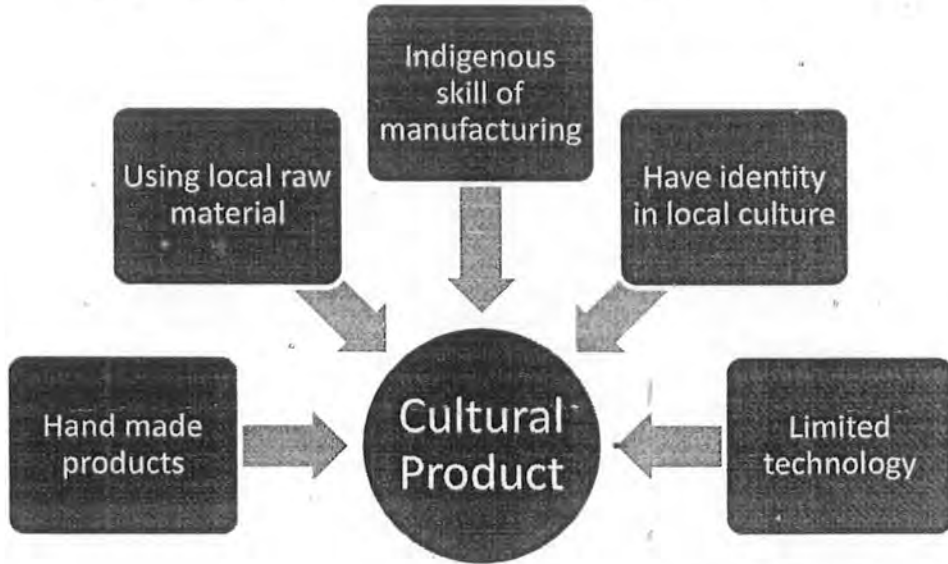 Indigenous
skill of
manufacturing
Using local raw
material
Have identity
in local culture
Hand made
products
Cultural
Product
Limited
technology